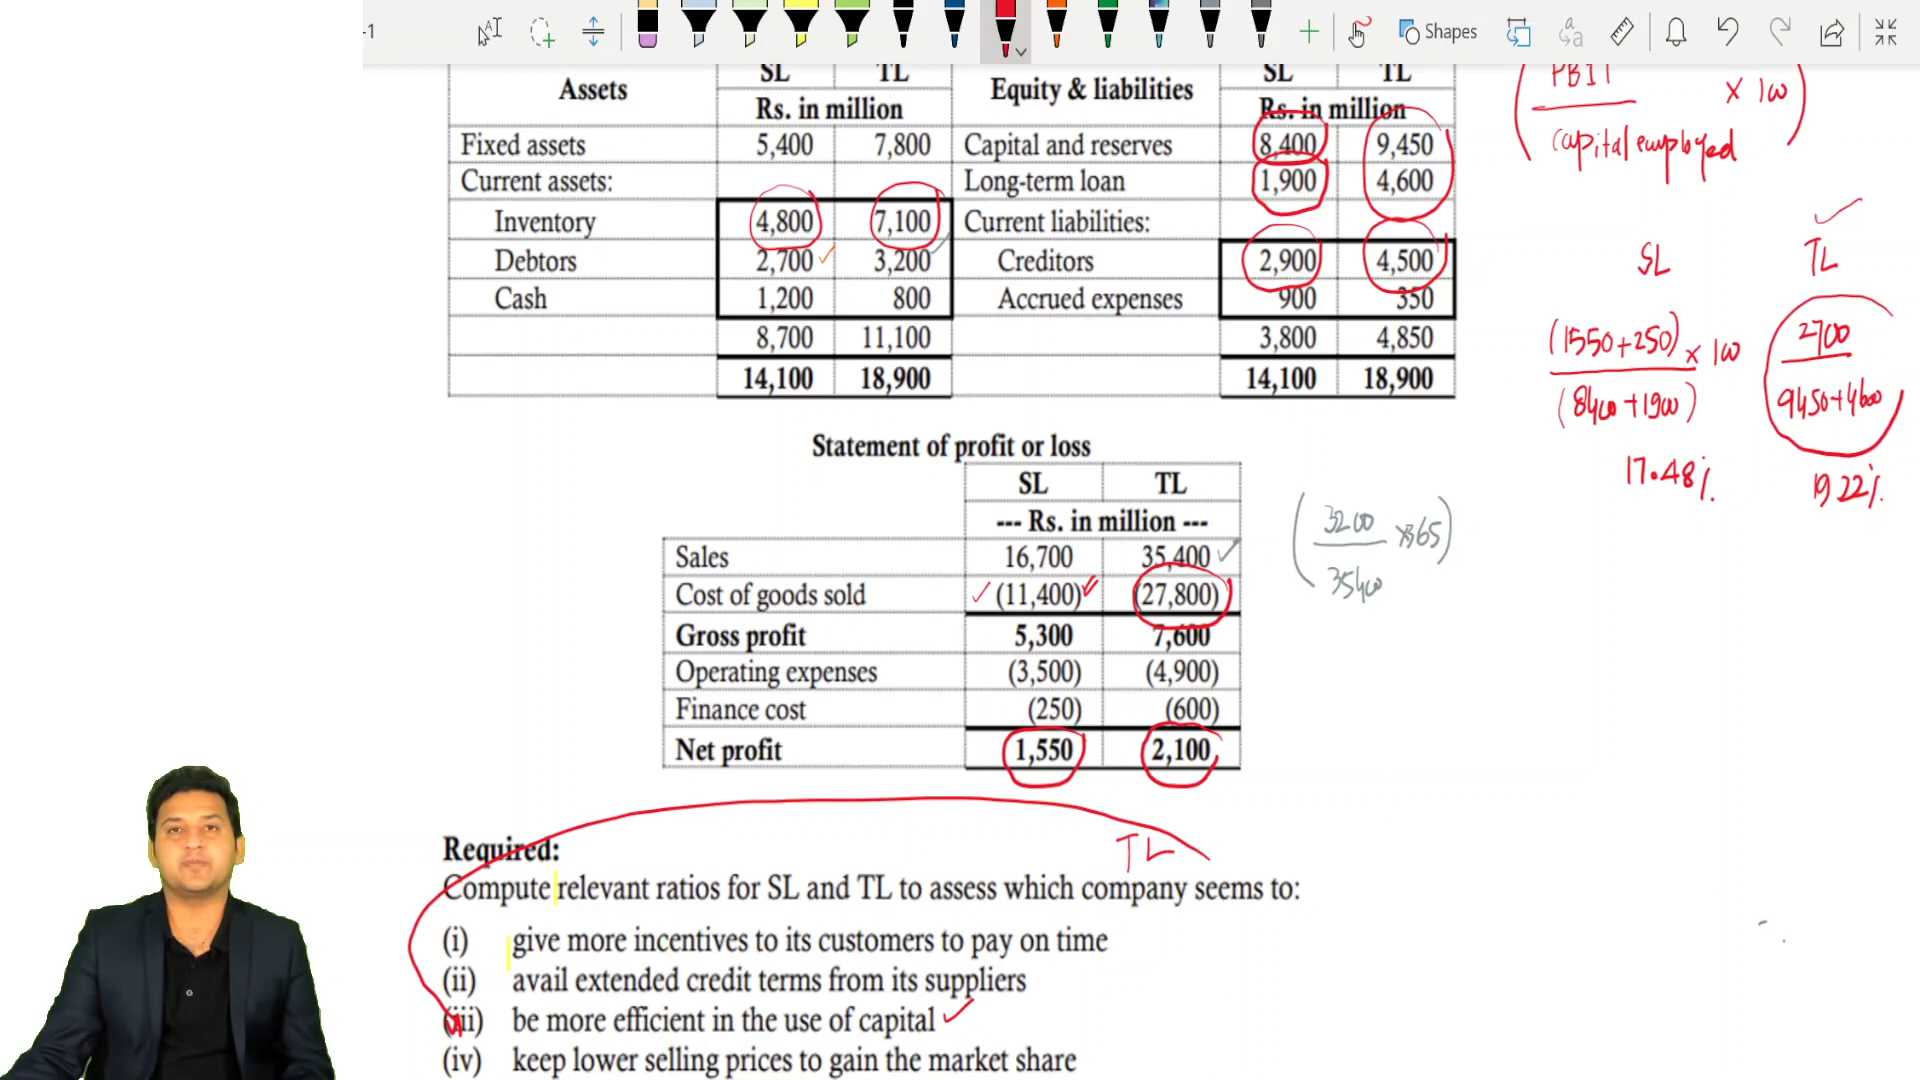 -1
Shapes
SL TL SL TL
Assets Rs. in million Equity & liabilities Rs. in million
Fixed assets 5,400 7,800 Capital and reserves 8,400 9,450
Current assets: Long-term loan 1,900 4,600
Inventory 4,800 7,100 Current liabilities:
Debtors 2,700 3,200 Creditors 2,900 4,500
Cash 1,200 800 Accrued expenses 900 350
8,700 11,100 3,800 4,850
14,100 18,900 14,100 18,900
PBIT
x 100
capital employed
SL TL
(1550+250) x 100
(8400+1900)
17.48%
2700
9450+4600
19.22%
Statement of profit or loss
SL TL
--- Rs. in million ---
Sales 16,700 35,400
Cost of goods sold (11,400) (27,800)
Gross profit 5,300 7,600
Operating expenses (3,500) (4,900)
Finance cost (250) (600)
Net profit 1,550 2,100
3200 x365
35400
TL
Required:
Compute relevant ratios for SL and TL to assess which company seems to:
(i) give more incentives to its customers to pay on time
(ii) avail extended credit terms from its suppliers
(iii) be more efficient in the use of capital
(iv) keep lower selling prices to gain the market share